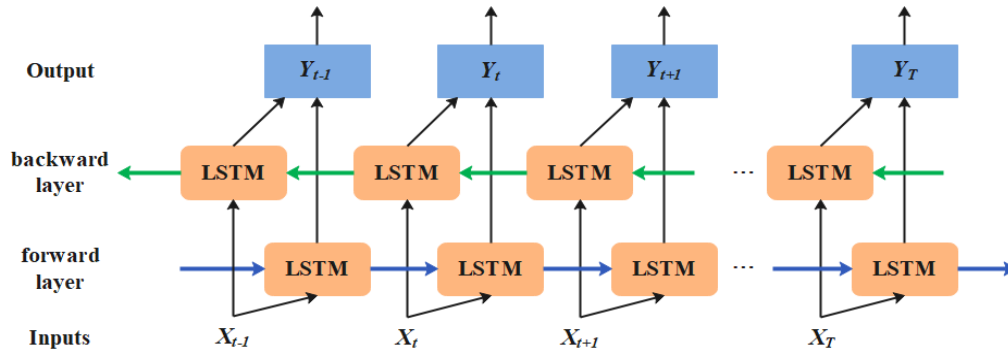 Output Y_{t-1} Y_t Y_{t+1} Y_T
backward
layer
LSTM LSTM LSTM ... LSTM
forward
layer
LSTM LSTM LSTM ... LSTM
Inputs X_{t-1} X_t X_{t+1} X_T